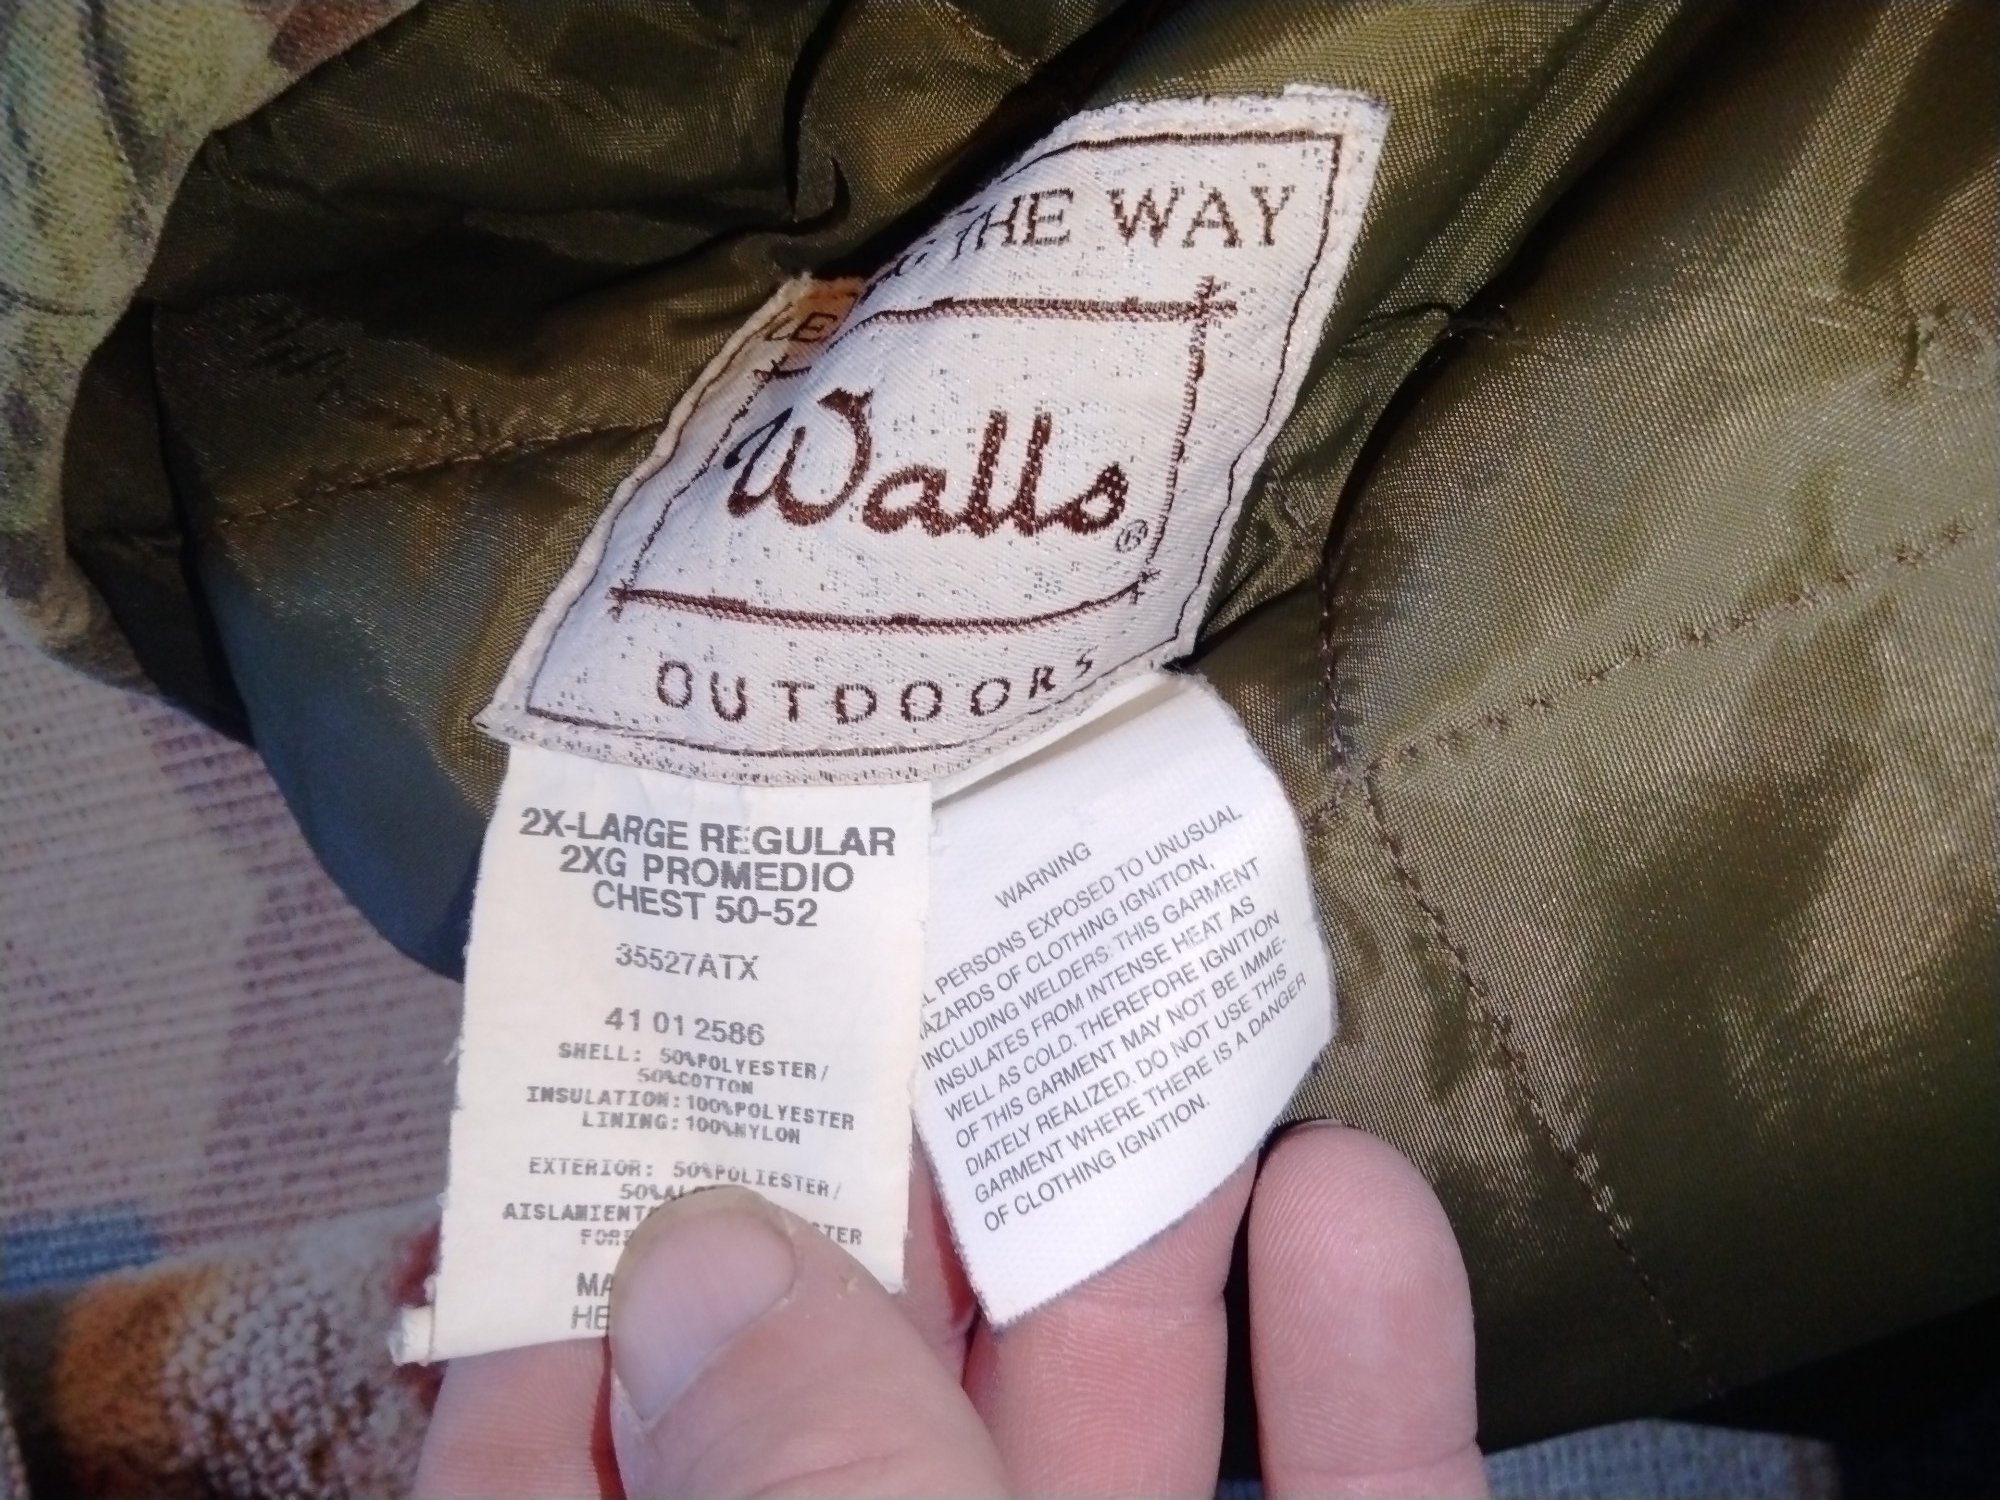 THE WAY
Walls®
OUTDOORS
2X-LARGE REGULAR
2XG PROMEDIO
CHEST 50-52
35527ATX
41 01 2586
SHELL: 50%POLYESTER/
50%COTTON
INSULATION:100%POLYESTER
LINING:100%NYLON
EXTERIOR: 50%POLIESTER/
WARNING
PERSONS EXPOSED TO UNUSUAL
OF CLOTHING IGNITION,
INCLUDING WELDERS: THIS GARMENT
INSULATES FROM INTENSE HEAT AS
WELL AS COLD. THEREFORE IGNITION
OF THIS GARMENT MAY NOT BE IMME-
DIATELY REALIZED. DO NOT USE THIS
GARMENT WHERE THERE IS A DANGER
OF CLOTHING IGNITION.